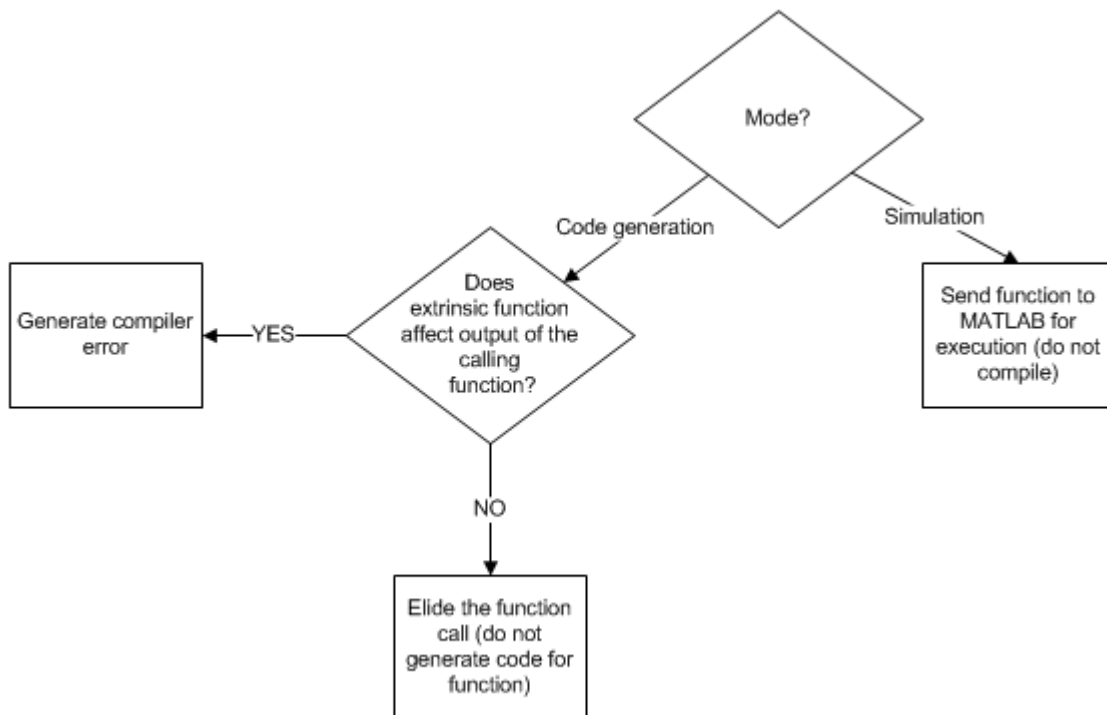 Mode?
Code generation
Simulation
Does
extrinsic function
affect output of the
calling
function?
YES
Generate compiler
error
Send function to
MATLAB for
execution (do not
compile)
NO
Elide the function
call (do not
generate code for
function)